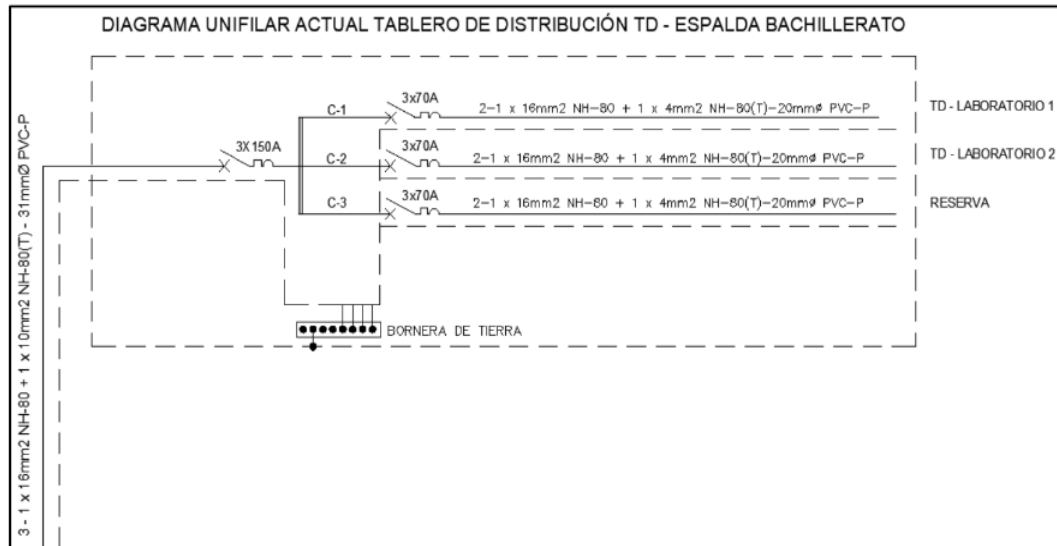 DIAGRAMA UNIFILAR ACTUAL TABLERO DE DISTRIBUCIÓN TD - ESPALDA BACHILLERATO
3 - 1 x 16mm2 NH-80 + 1 x 10mm2 NH-80(T) - 31mmØ PVC-P
3X150A
C-1
3x70A
2-1 x 16mm2 NH-80 + 1 x 4mm2 NH-80(T)-20mmø PVC-P
TD - LABORATORIO 1
C-2
3x70A
2-1 x 16mm2 NH-80 + 1 x 4mm2 NH-80(T)-20mmø PVC-P
TD - LABORATORIO 2
C-3
3x70A
2-1 x 16mm2 NH-80 + 1 x 4mm2 NH-80(T)-20mmø PVC-P
RESERVA
BORNERA DE TIERRA